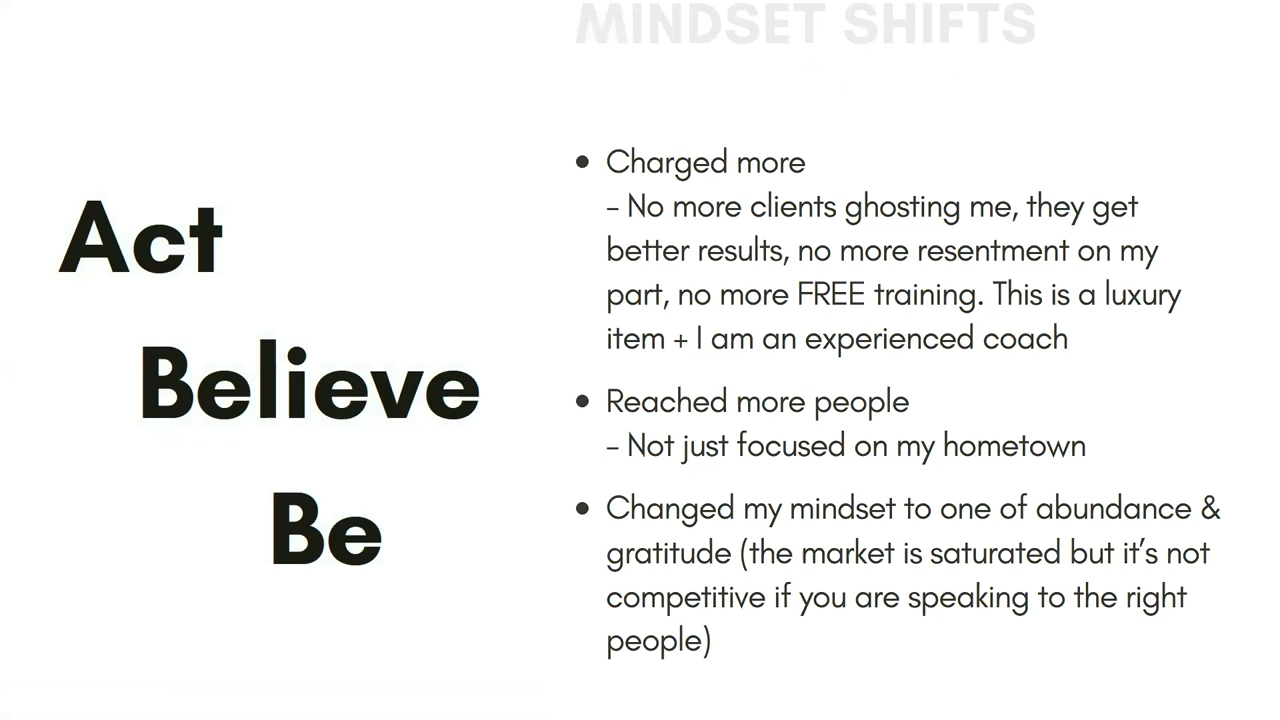 MINDSET SHIFTS
Act
Believe
Be
• Charged more
- No more clients ghosting me, they get
better results, no more resentment on my
part, no more FREE training. This is a luxury
item + I am an experienced coach
• Reached more people
- Not just focused on my hometown
• Changed my mindset to one of abundance &
gratitude (the market is saturated but it's not
competitive if you are speaking to the right
people)